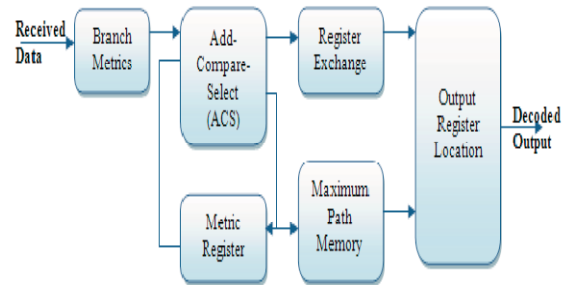 Received
Data
Branch
Metrics
Add-
Compare-
Select
(ACS)
Register
Exchange
Output
Register
Location
Decoded
Output
Metric
Register
Maximum
Path
Memory